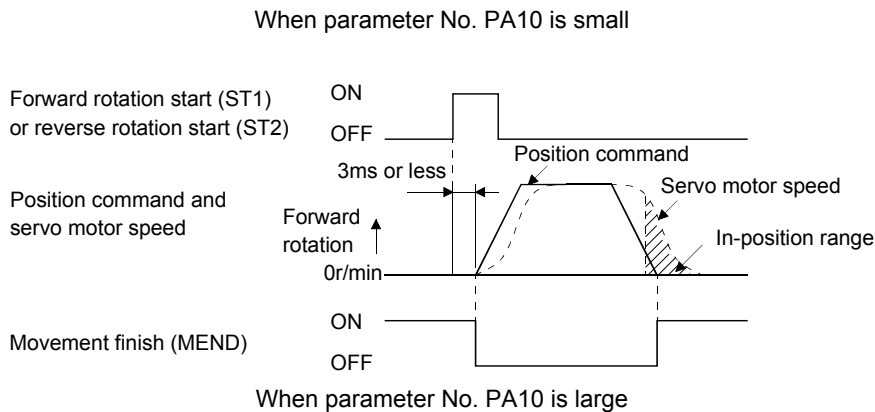 When parameter No. PA10 is small
Forward rotation start (ST1)
or reverse rotation start (ST2)
ON
OFF
3ms or less
Position command
Servo motor speed
Position command and
servo motor speed
Forward
rotation
In-position range
0r/min
Movement finish (MEND)
ON
OFF
When parameter No. PA10 is large